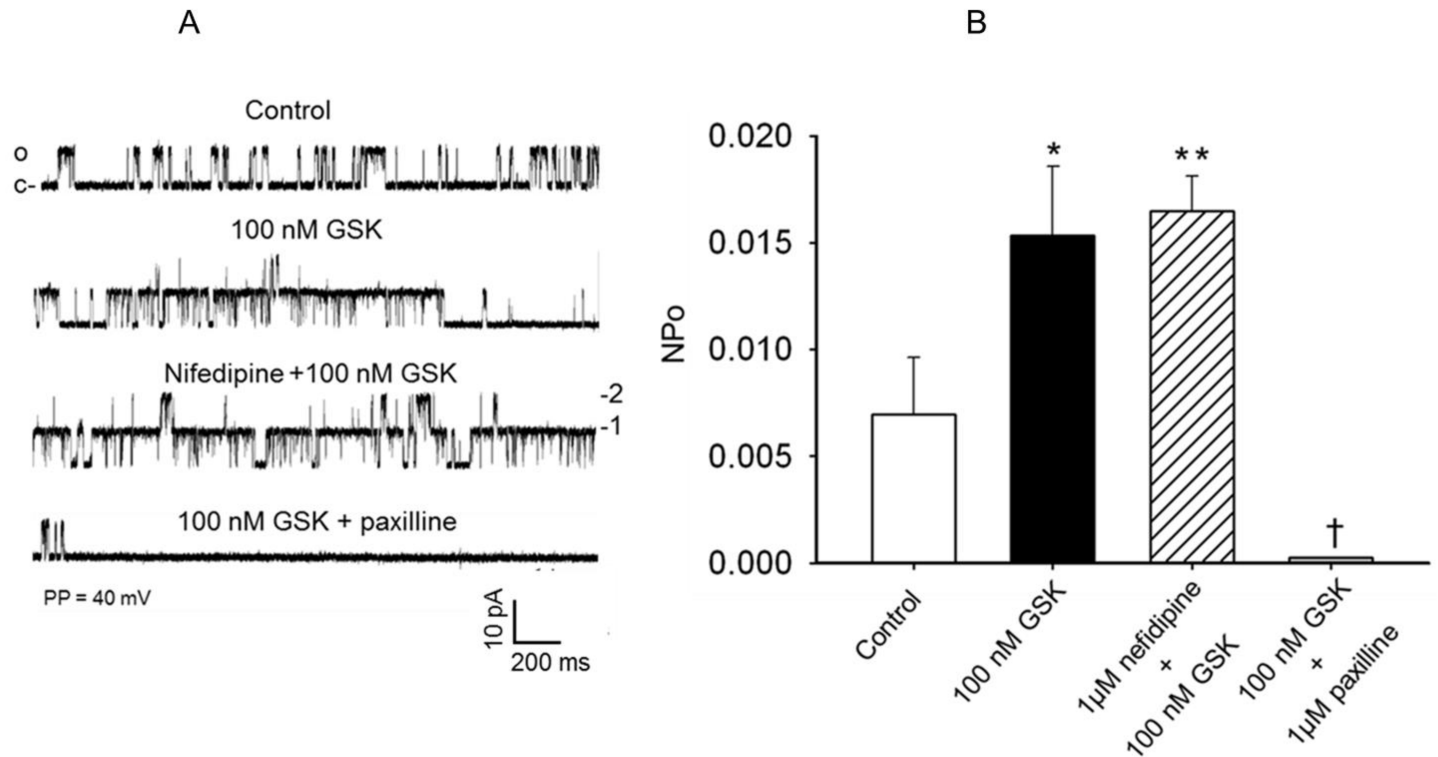 A
Control
o
c-
100 nM GSK
Nifedipine +100 nM GSK
-2
-1
100 nM GSK + paxilline
PP = 40 mV
10 pA
200 ms
B
NPo
0.020
0.015
0.010
0.005
0.000
*
**
†
Control
100 nM GSK
1µM nefidipine
+
100 nM GSK
100 nM GSK
+
1µM paxilline